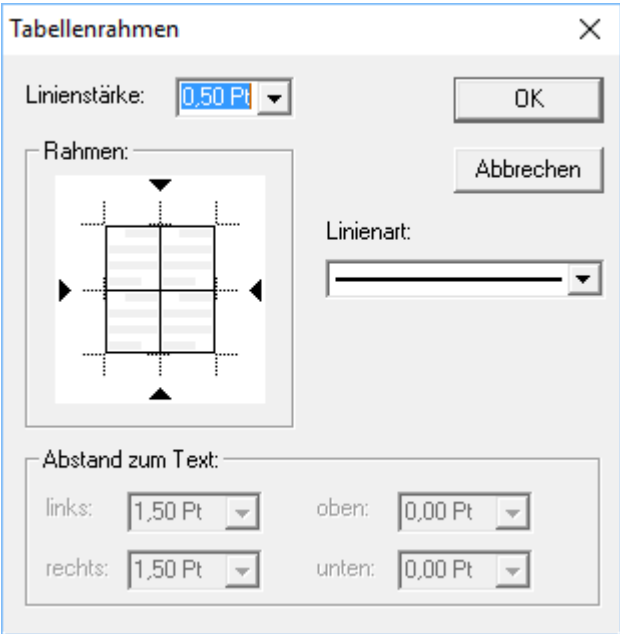 Tabellenrahmen
Linienstärke: 0,50 Pt
OK
Rahmen:
Abbrechen
Linienart:
Abstand zum Text:
links: 1,50 Pt oben: 0,00 Pt
rechts: 1,50 Pt unten: 0,00 Pt